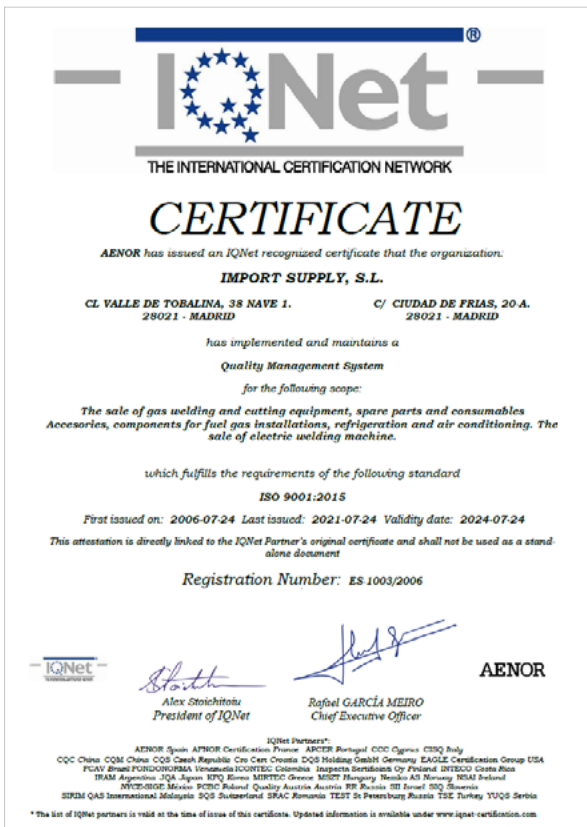 IQNet ®
THE INTERNATIONAL CERTIFICATION NETWORK
CERTIFICATE
AENOR has issued an IQNet recognized certificate that the organization:
IMPORT SUPPLY, S.L.
CL VALLE DE TOBALINA, 38 NAVE 1.
28021 - MADRID
C/ CIUDAD DE FRIAS, 20-A.
28021 - MADRID
has implemented and maintains a
Quality Management System
for the following scope:
The sale of gas welding and cutting equipment, spare parts and consumables
Accesories, components for fuel gas installations, refrigeration and air conditioning. The
sale of electric welding machine.
which fulfills the requirements of the following standard
ISO 9001:2015
First issued on: 2006-07-24 Last issued: 2021-07-24 Validity date: 2024-07-24
This attestation is directly linked to the IQNet Partner's original certificate and shall not be used as a stand-
alone document
Registration Number: ES-1003/2006
IQNet
AENOR
Alex Stoichitoiu
President of IQNet
Rafael GARCÍA MEIRO
Chief Executive Officer
IQNet Partners*:
AENOR Spain AFNOR Certification France APCER Portugal CCC Cyprus CISQ Italy
CQC China CQM China CQS Czech Republic Cro Cert Croatia DQS Holding GmbH Germany EAGLE Certification Group USA
FCAV Brazil FONDONORMA Venezuela ICONTEC Colombia Inspecta Sertifiointi Oy Finland INTECO Costa Rica
IRAM Argentina JQA Japan KFQ Korea MIRTEC Greece MSZT Hungary Nemko AS Norway NSAI Ireland
NYCE-SIGE México PCBC Poland Quality Austria Austria RR Russia SII Israel SIQ Slovenia
SIRIM QAS International Malaysia SQS Switzerland SRAC Romania TEST St Petersburg Russia TSE Turkey YUQS Serbia
* The list of IQNet partners is valid at the time of issue of this certificate. Updated information is available under www.iqnet-certification.com